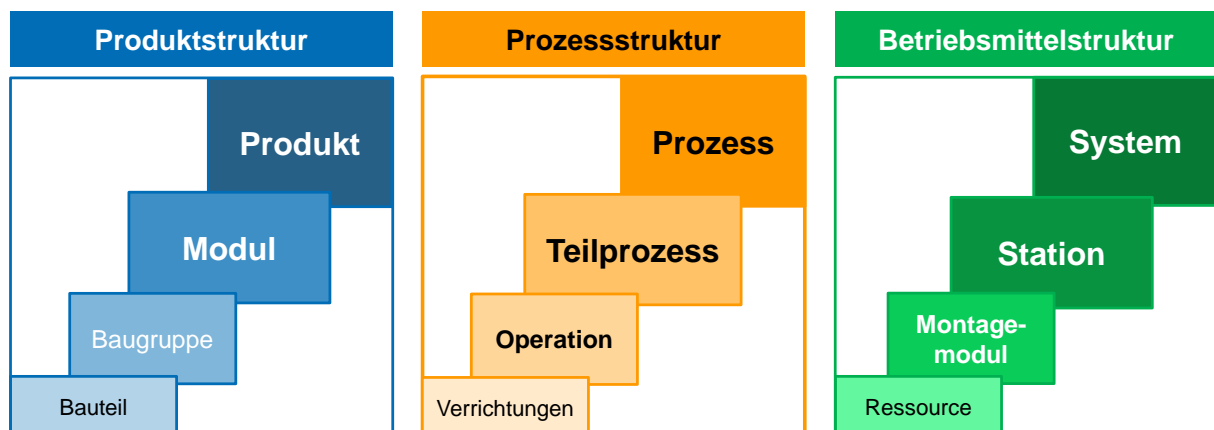 Produktstruktur
Produkt
Modul
Baugruppe
Bauteil
Prozessstruktur
Prozess
Teilprozess
Operation
Verrichtungen
Betriebsmittelstruktur
System
Station
Montage-
modul
Ressource